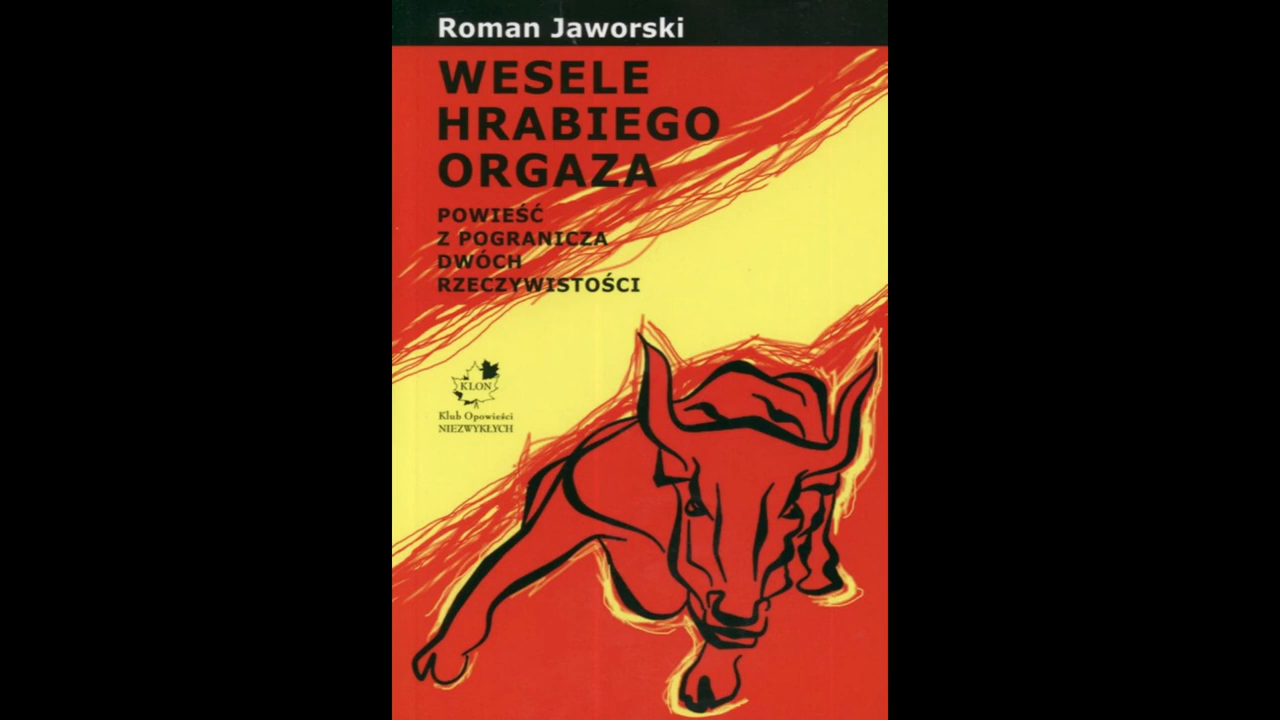 Roman Jaworski
WESELE
HRABIEGO
ORGAZA
POWIEŚĆ
Z POGRANICZA
DWÓCH
RZECZYWISTOŚCI
KLON
Klub Opowieści
NIEZWYKŁYCH